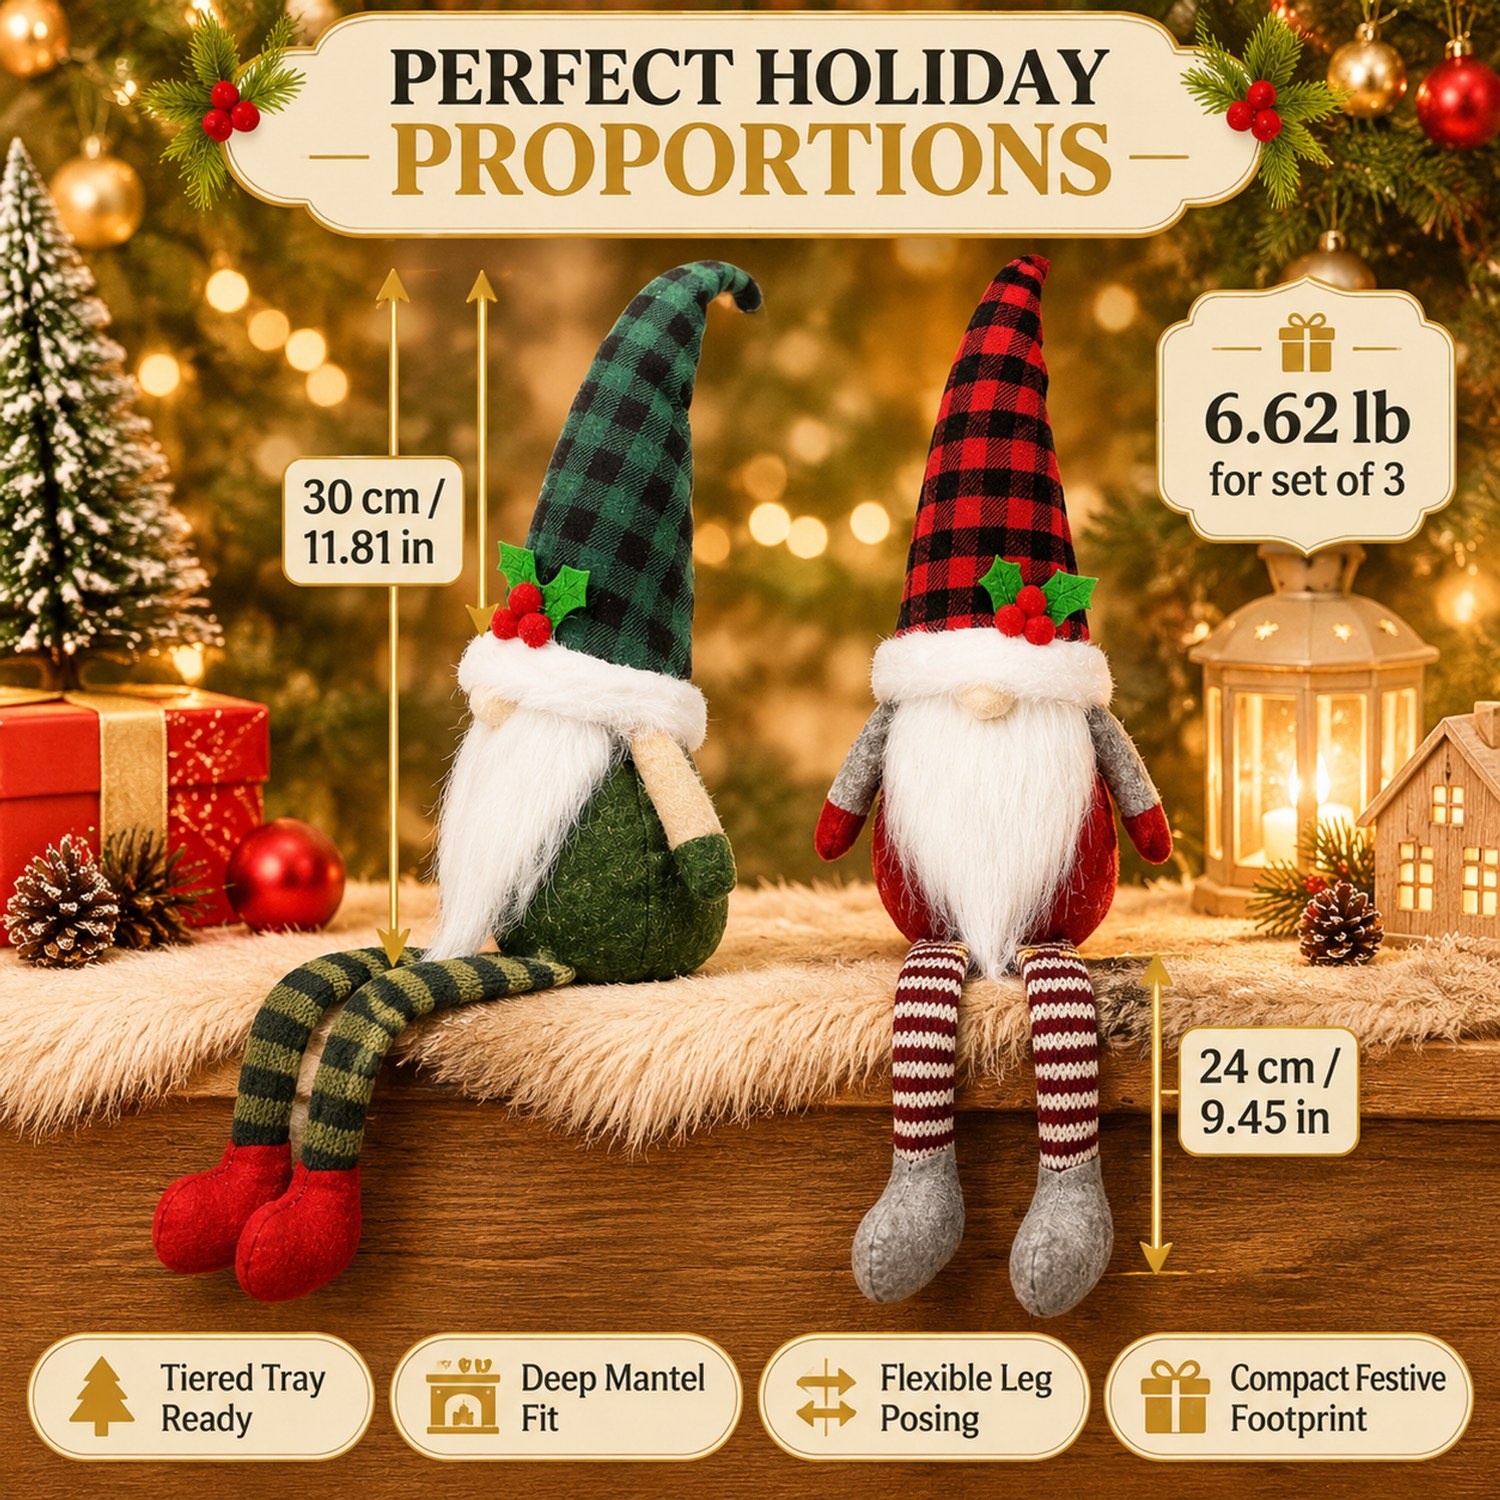 PERFECT HOLIDAY
PROPORTIONS
30 cm /
11.81 in
6.62 lb
for set of 3
24 cm /
9.45 in
Tiered Tray
Ready
Deep Mantel
Fit
Flexible Leg
Posing
Compact Festive
Footprint